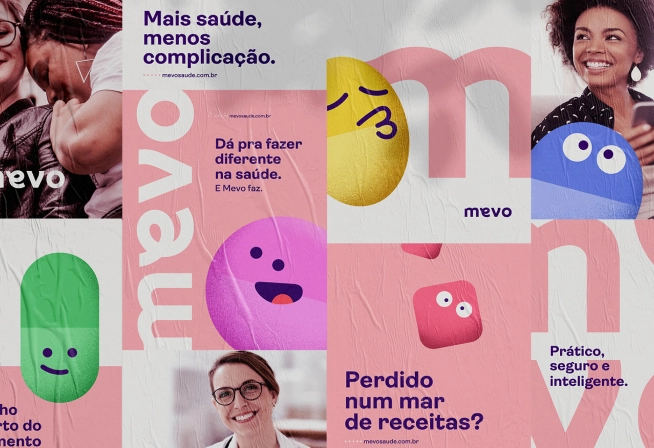 Mais saúde,
menos
complicação.
mevosaude.com.br
mevosaude.com.br
Dá pra fazer
diferente
na saúde.
E Mevo faz.
mevo
mevo
m
mevo
Perdido
num mar
de receitas?
mevosaude.com.br
Prático,
seguro e
inteligente.